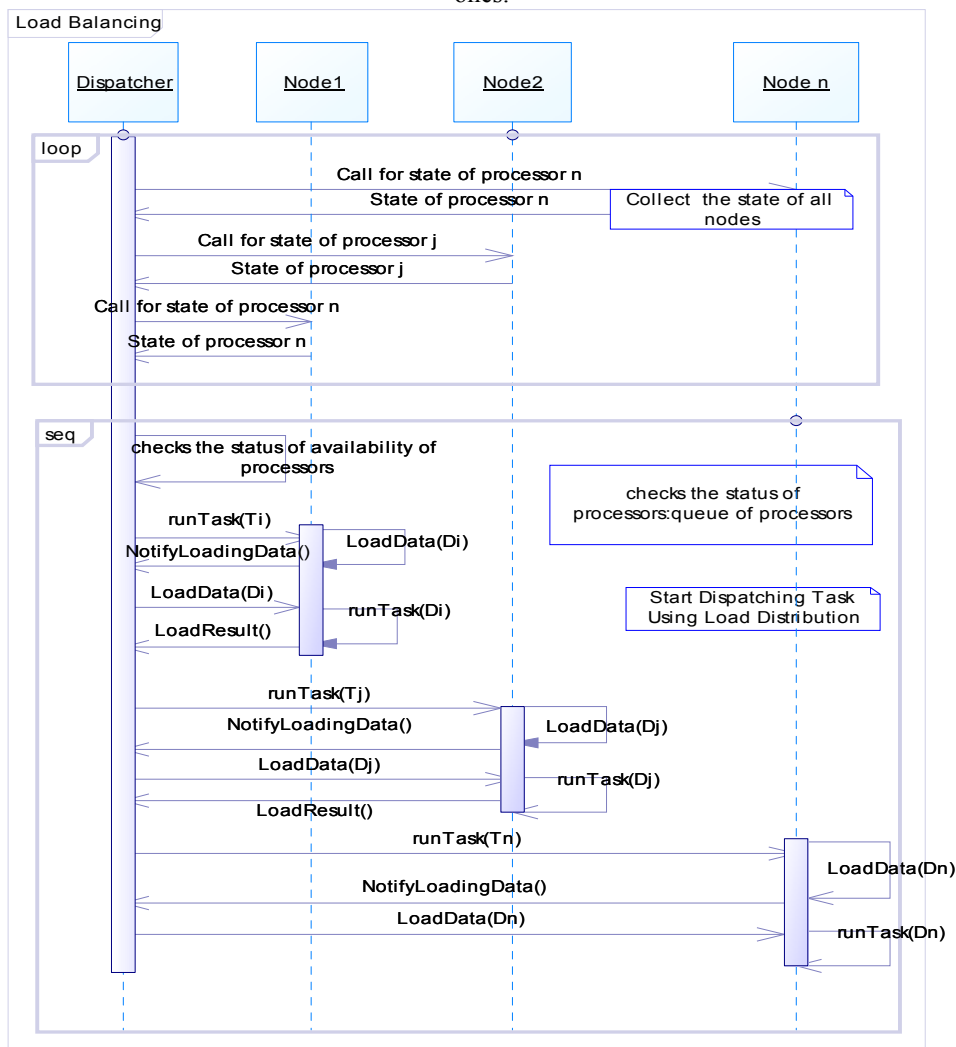 ones.
Load Balancing
Dispatcher
Node1
Node2
Node n
loop
Call for state of processor n
State of processor n
Collect the state of all
nodes
Call for state of processor j
State of processor j
Call for state of processor n
State of processor n
seq
checks the status of availability of
processors
checks the status of
processors:queue of processors
runTask(Ti)
LoadData(Di)
NotifyLoadingData()
LoadData(Di)
runTask(Di)
Start Dispatching Task
Using Load Distribution
LoadResult()
runTask(Tj)
NotifyLoadingData()
LoadData(Dj)
LoadData(Dj)
runTask(Dj)
LoadResult()
runTask(Tn)
LoadData(Dn)
NotifyLoadingData()
LoadData(Dn)
runTask(Dn)